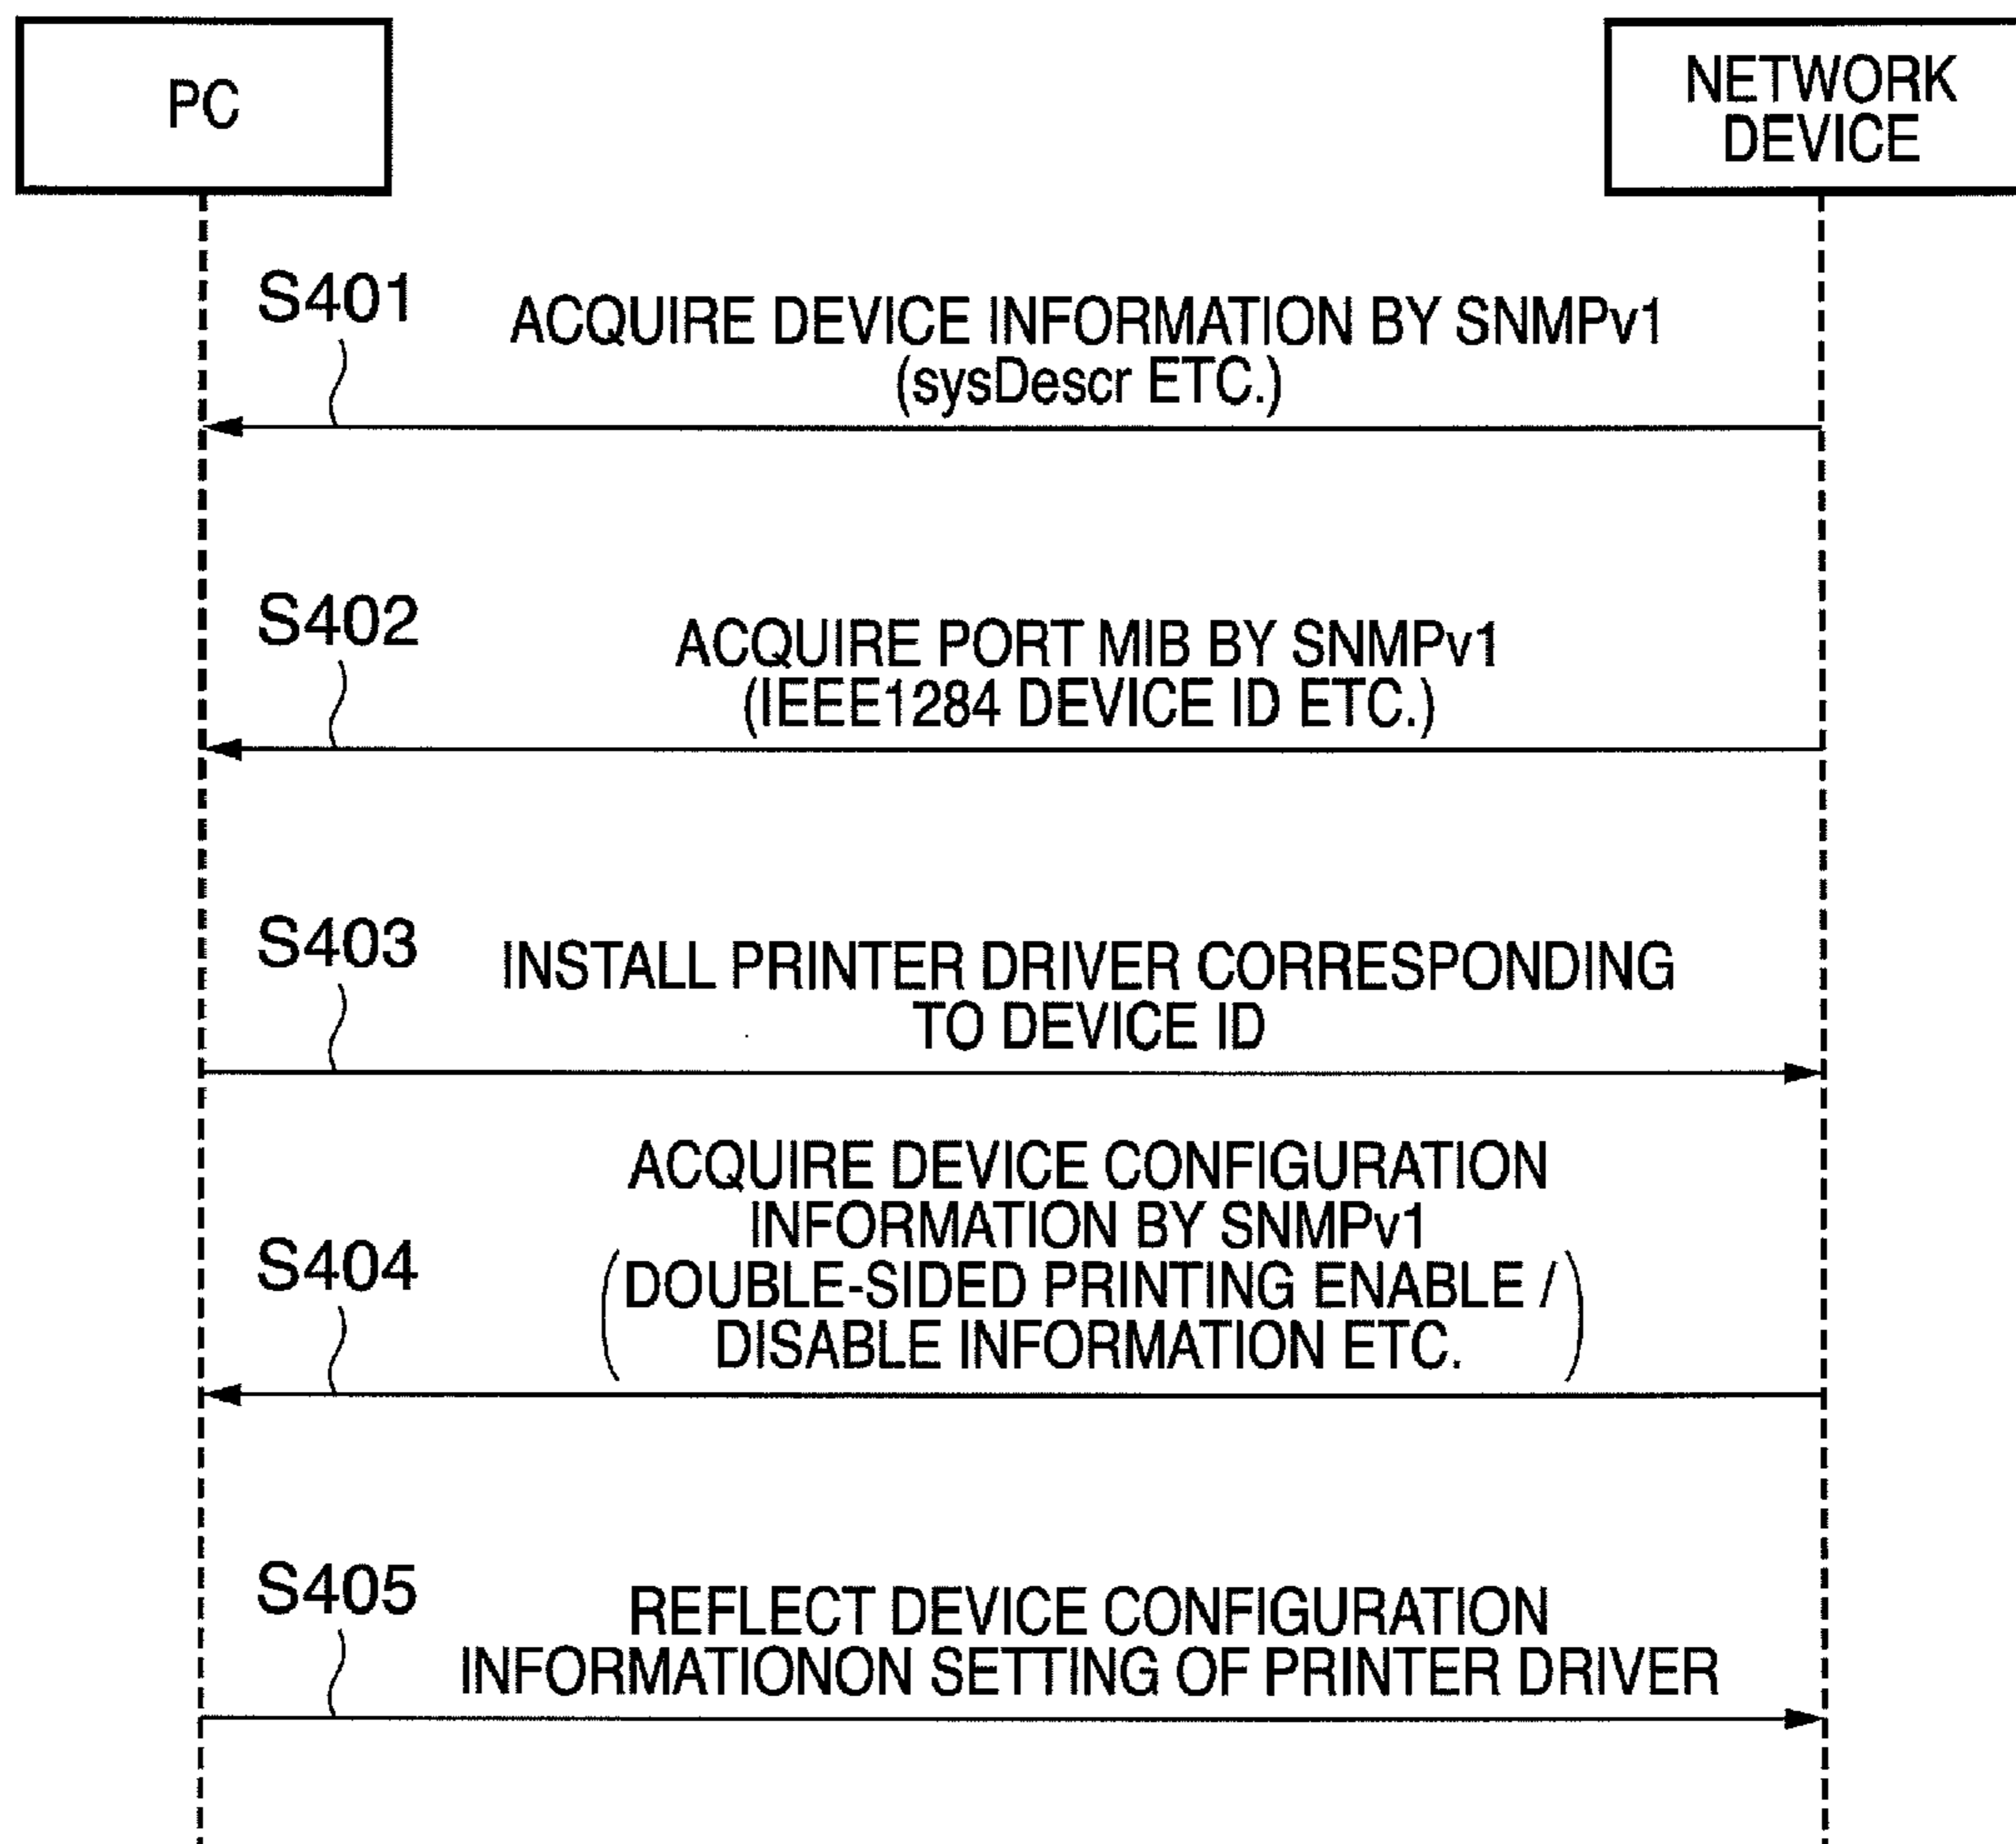 PC
NETWORK
DEVICE
S401
ACQUIRE DEVICE INFORMATION BY SNMPv1
(sysDescr ETC.)
S402
ACQUIRE PORT MIB BY SNMPv1
(IEEE1284 DEVICE ID ETC.)
S403
INSTALL PRINTER DRIVER CORRESPONDING
TO DEVICE ID
S404
ACQUIRE DEVICE CONFIGURATION
INFORMATION BY SNMPv1
(DOUBLE-SIDED PRINTING ENABLE /
DISABLE INFORMATION ETC.)
S405
REFLECT DEVICE CONFIGURATION
INFORMATIONON SETTING OF PRINTER DRIVER